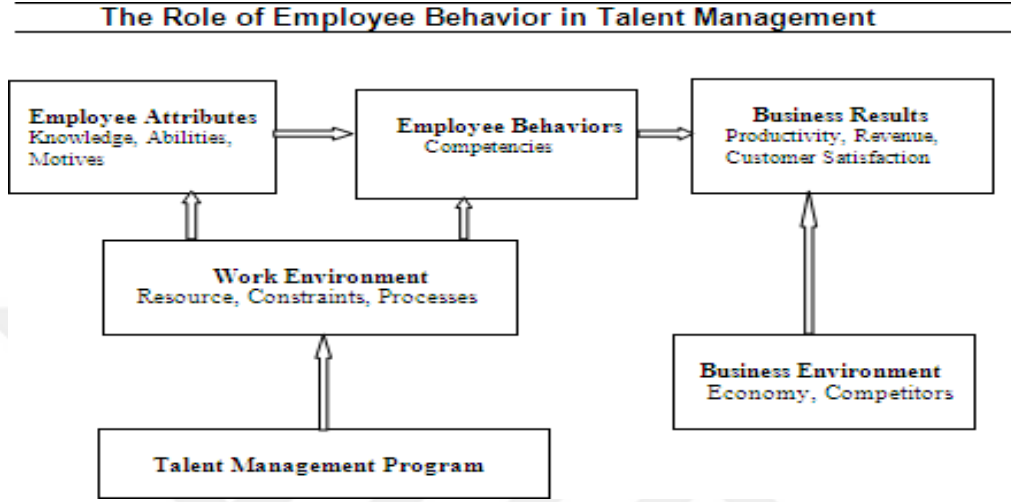 The Role of Employee Behavior in Talent Management
Employee Attributes
Knowledge, Abilities,
Motives
Employee Behaviors
Competencies
Business Results
Productivity, Revenue,
Customer Satisfaction
Work Environment
Resource, Constraints, Processes
Business Environment
Economy, Competitors
Talent Management Program